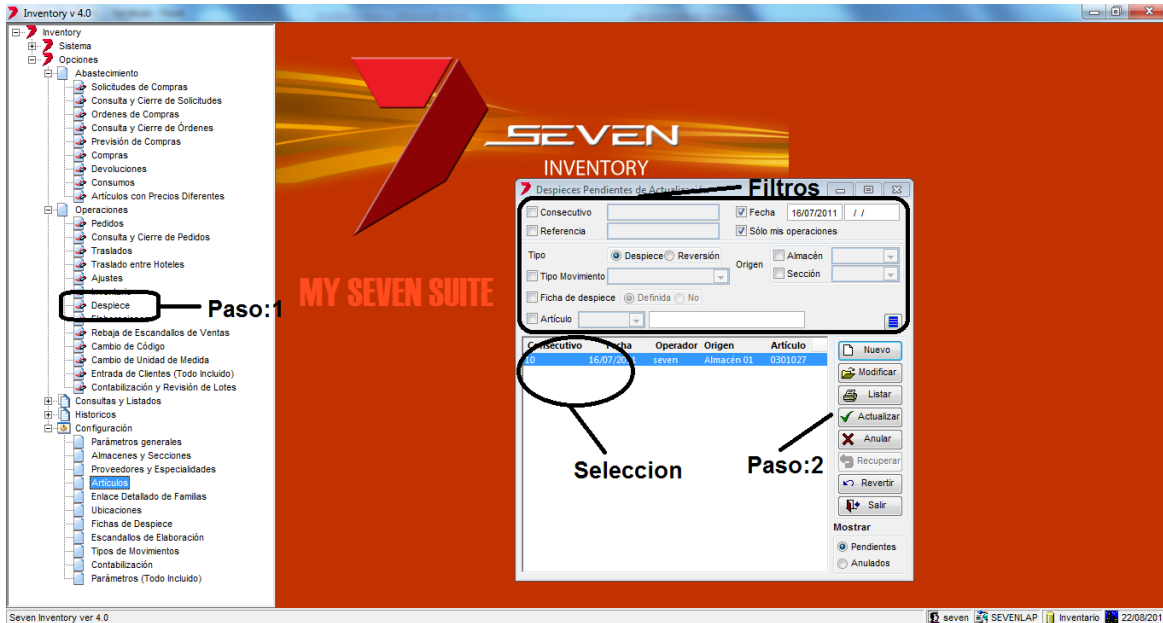 Inventory v 4.0
Inventory
Sistema
Opciones
Abastecimiento
Solicitudes de Compras
Consulta y Cierre de Solicitudes
Ordenes de Compras
Consulta y Cierre de Órdenes
Previsión de Compras
Compras
Devoluciones
Consumos
Artículos con Precios Diferentes
Operaciones
Pedidos
Consulta y Cierre de Pedidos
Traslados
Traslado entre Hoteles
Ajustes
Despiece
Paso:1
Rebaja de Escandallos de Ventas
Cambio de Código
Cambio de Unidad de Medida
Entrada de Clientes (Todo Incluido)
Contabilización y Revisión de Lotes
Consultas y Listados
Historicos
Configuración
Parámetros generales
Almacenes y Secciones
Proveedores y Especialidades
Artículos
Enlace Detallado de Familias
Ubicaciones
Fichas de Despiece
Escandallos de Elaboración
Tipos de Movimientos
Contabilización
Parámetros (Todo Incluido)
SEVEN
INVENTORY
MY SEVEN SUITE
Despieces Pendientes de Actualización
Filtros
Consecutivo Fecha 16/07/2011 / /
Referencia Sólo mis operaciones
Tipo Despiece Reversión Origen Almacén
Tipo Movimiento Sección
Ficha de despiece Definida No
Artículo
Consecutivo Fecha Operador Origen Artículo
10 16/07/2011 seven Almacén 01 0301027
Nuevo
Modificar
Listar
Actualizar
Anular
Recuperar
Revertir
Salir
Seleccion
Paso:2
Mostrar
Pendientes
Anulados
Seven Inventory ver 4.0 seven SEVENLAP Inventario 22/08/201